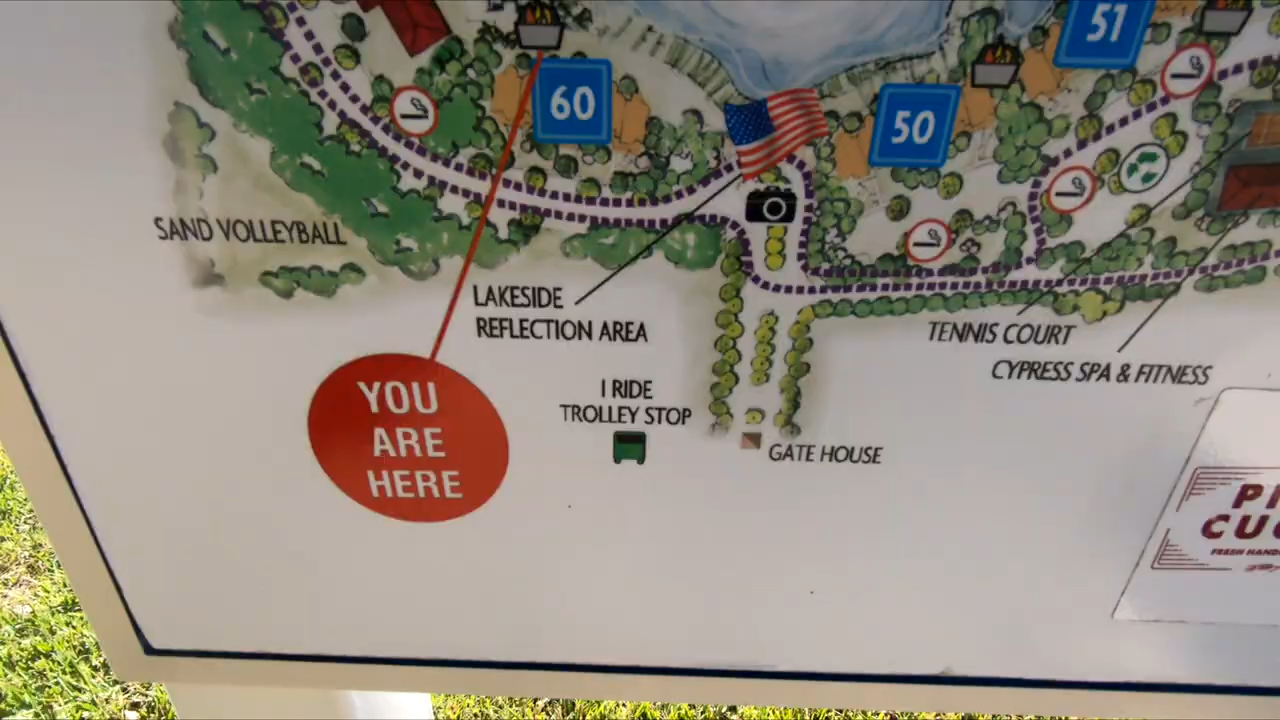 51
60
50
SAND VOLLEYBALL
LAKESIDE
REFLECTION AREA
TENNIS COURT
CYPRESS SPA & FITNESS
I RIDE
TROLLEY STOP
GATE HOUSE
YOU
ARE
HERE
FRESH